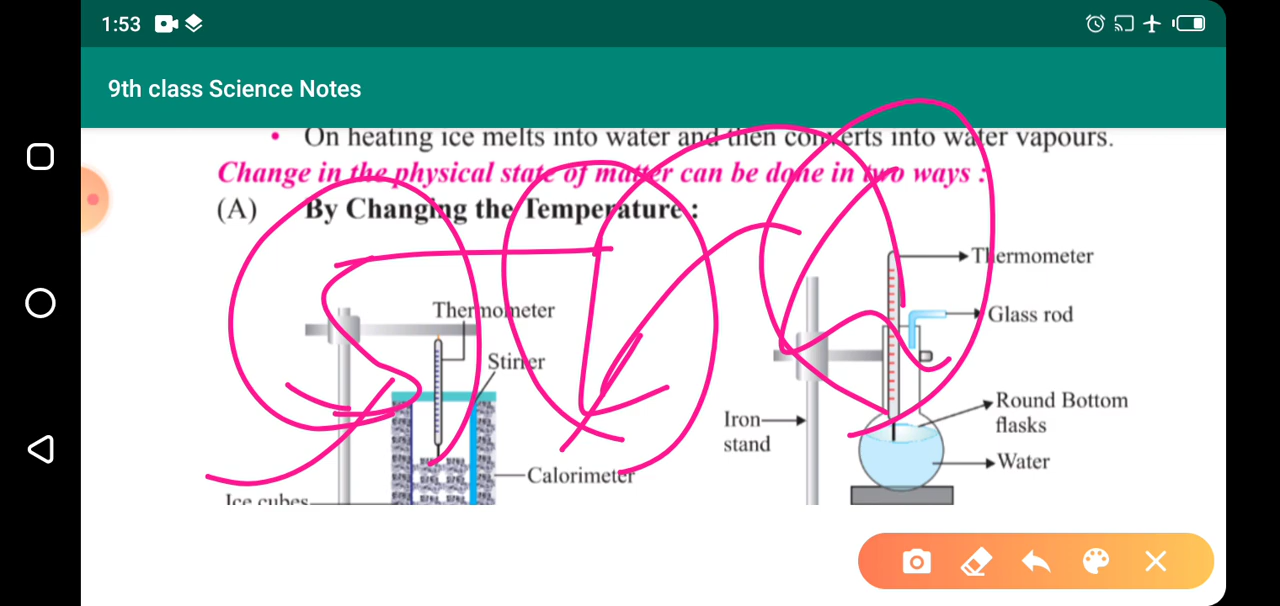 1:53
9th class Science Notes
• On heating ice melts into water and then converts into water vapours.
Change in the physical state of matter can be done in two ways :
(A) By Changing the Temperature :
Thermometer
Thermometer
Glass rod
Stirrer
Round Bottom
flasks
Iron
stand
Water
Calorimeter
Ice cubes